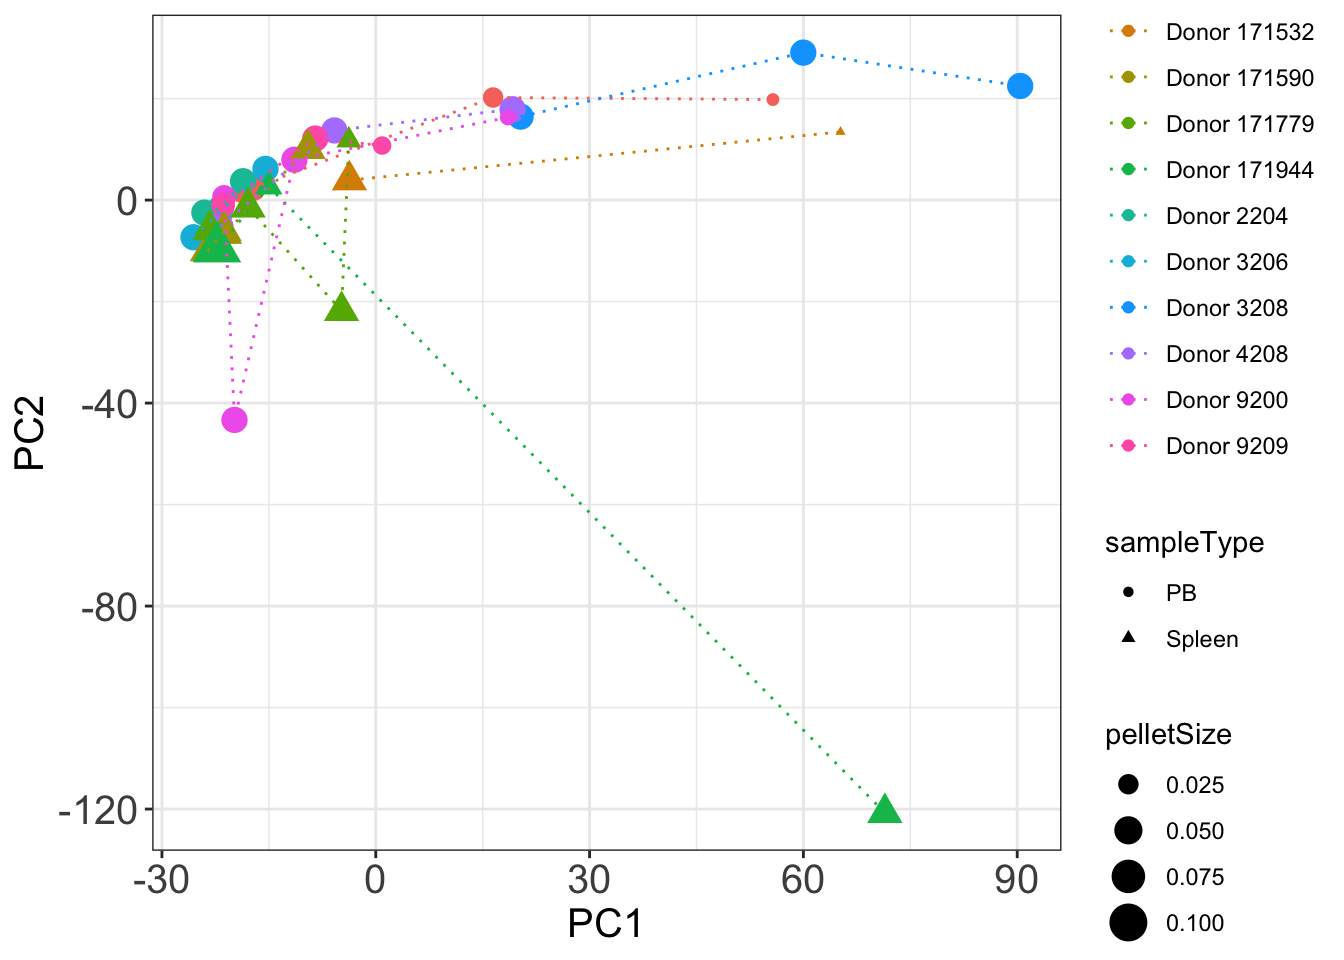 0
-40
-80
-120
PC2
-30
0
30
60
90
PC1
Donor 171532
Donor 171590
Donor 171779
Donor 171944
Donor 2204
Donor 3206
Donor 3208
Donor 4208
Donor 9200
Donor 9209
sampleType
PB
Spleen
pelletSize
0.025
0.050
0.075
0.100